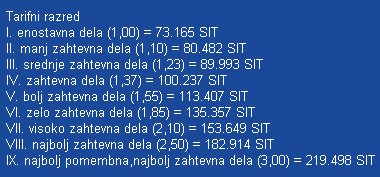 Tarifni razred
I. enostavna dela (1,00) = 73.165 SIT
II. manj zahtevna dela (1,10) = 80.482 SIT
III. srednje zahtevna dela (1,23) = 89.993 SIT
IV. zahtevna dela (1,37) = 100.237 SIT
V. bolj zahtevna dela (1,55) = 113.407 SIT
VI. zelo zahtevna dela (1,85) = 135.357 SIT
VII. visoko zahtevna dela (2,10) = 153.649 SIT
VIII. najbolj zahtevna dela (2,50) = 182.914 SIT
IX. najbolj pomembna,najbolj zahtevna dela (3,00) = 219.498 SIT